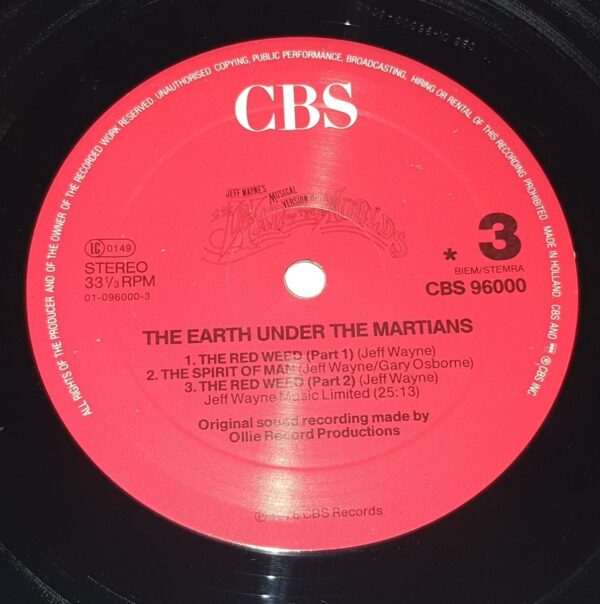 ALL RIGHTS OF THE PRODUCER AND OF THE OWNER OF THE RECORDED WORK RESERVED. UNAUTHORISED COPYING, PUBLIC PERFORMANCE, BROADCASTING, HIRING OR RENTAL OF THIS RECORDING PROHIBITED. MADE IN HOLLAND CBS AND ℗ CBS INC.
CBS
JEFF WAYNE'S
MUSICAL
VERSION OF
THE
WAR OF THE WORLDS
LC 0149
STEREO
33⅓ RPM
01-096000-3
* 3
BIEM/STEMRA
CBS 96000
THE EARTH UNDER THE MARTIANS
1. THE RED WEED (Part 1) (Jeff Wayne)
2. THE SPIRIT OF MAN (Jeff Wayne/Gary Osborne)
3. THE RED WEED (Part 2) (Jeff Wayne)
Jeff Wayne Music Limited (25:13)
Original sound recording made by
Ollie Record Productions
℗ CBS Records